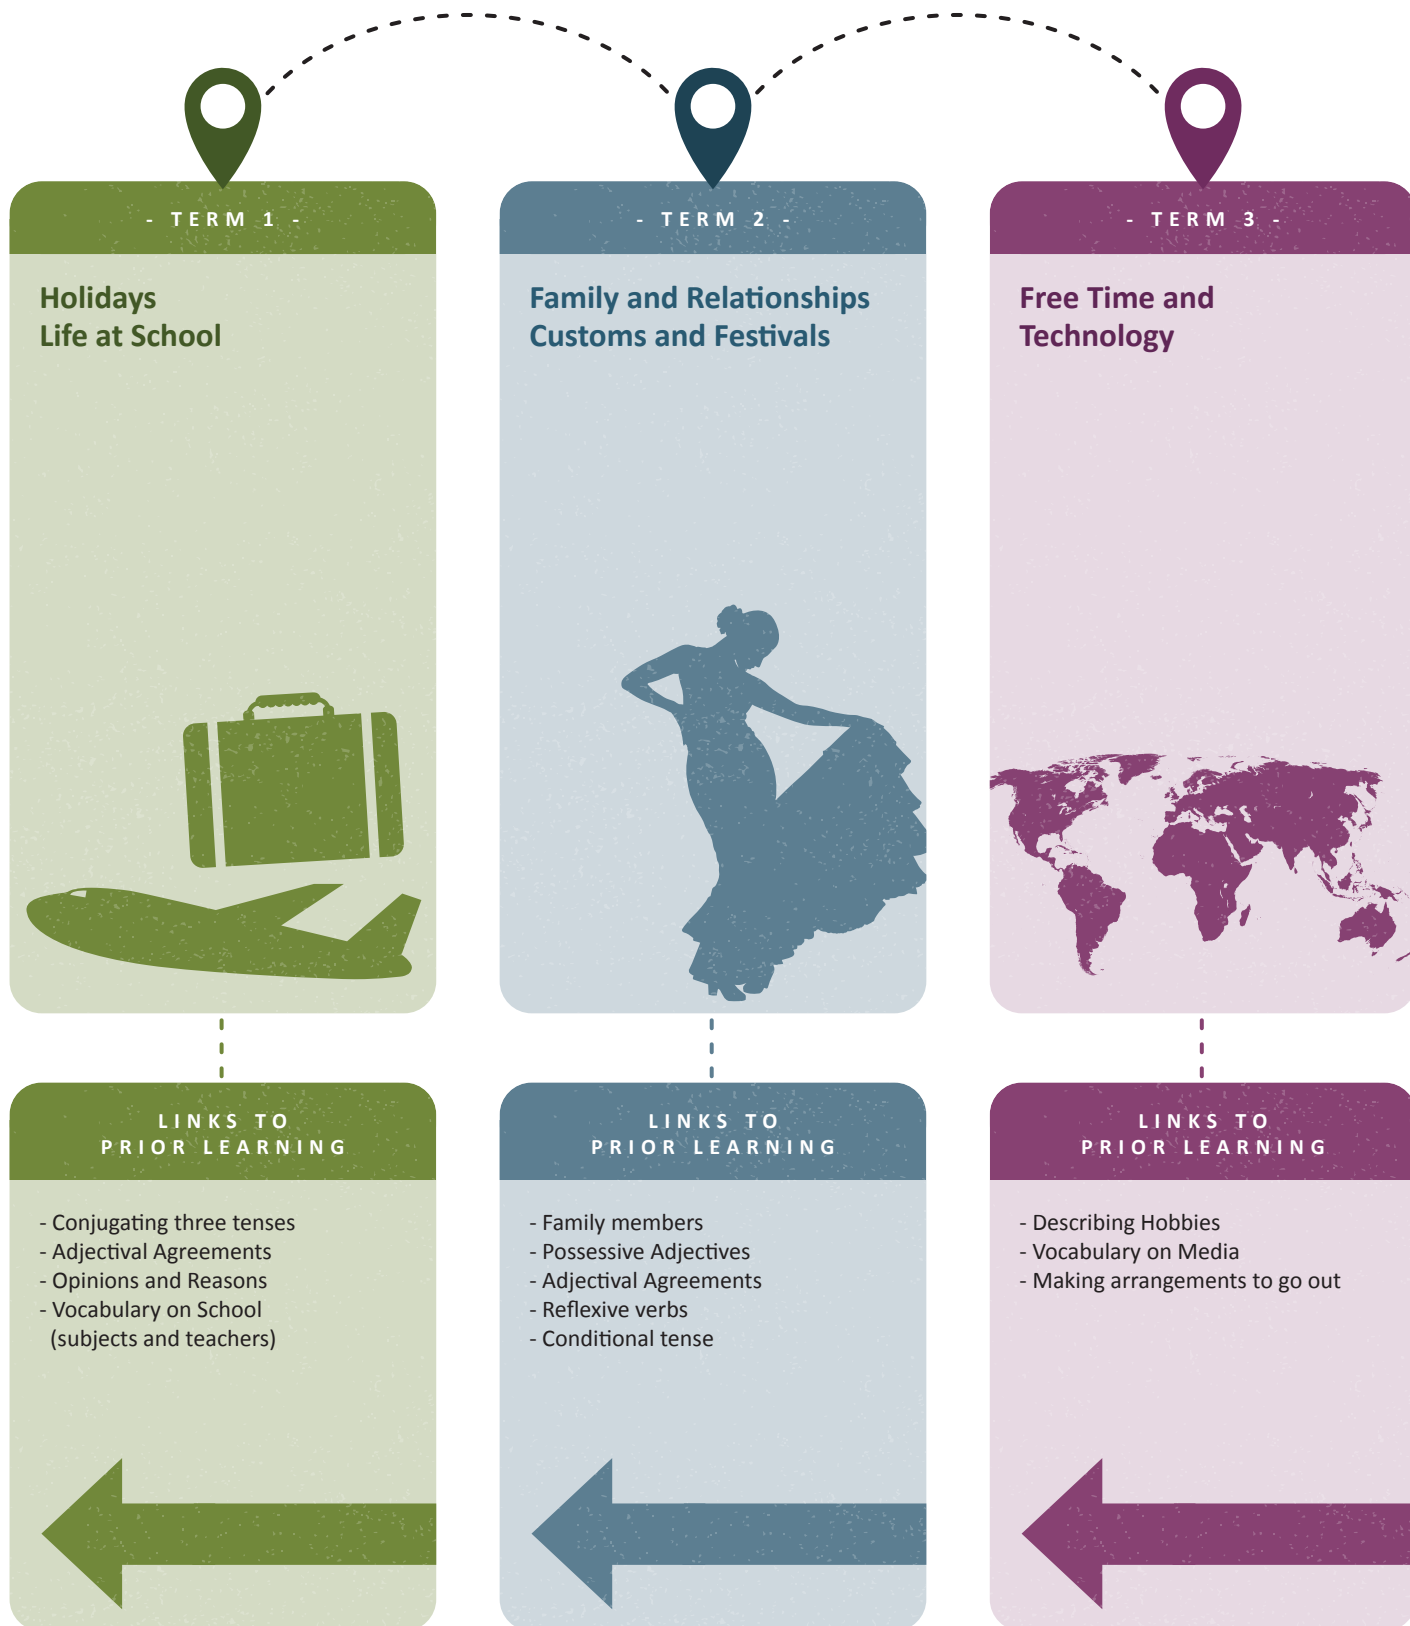 - TERM 1 -
Holidays
Life at School
- TERM 2 -
Family and Relationships
Customs and Festivals
- TERM 3 -
Free Time and
Technology
LINKS TO
PRIOR LEARNING
- Conjugating three tenses
- Adjectival Agreements
- Opinions and Reasons
- Vocabulary on School
(subjects and teachers)
LINKS TO
PRIOR LEARNING
- Family members
- Possessive Adjectives
- Adjectival Agreements
- Reflexive verbs
- Conditional tense
LINKS TO
PRIOR LEARNING
- Describing Hobbies
- Vocabulary on Media
- Making arrangements to go out